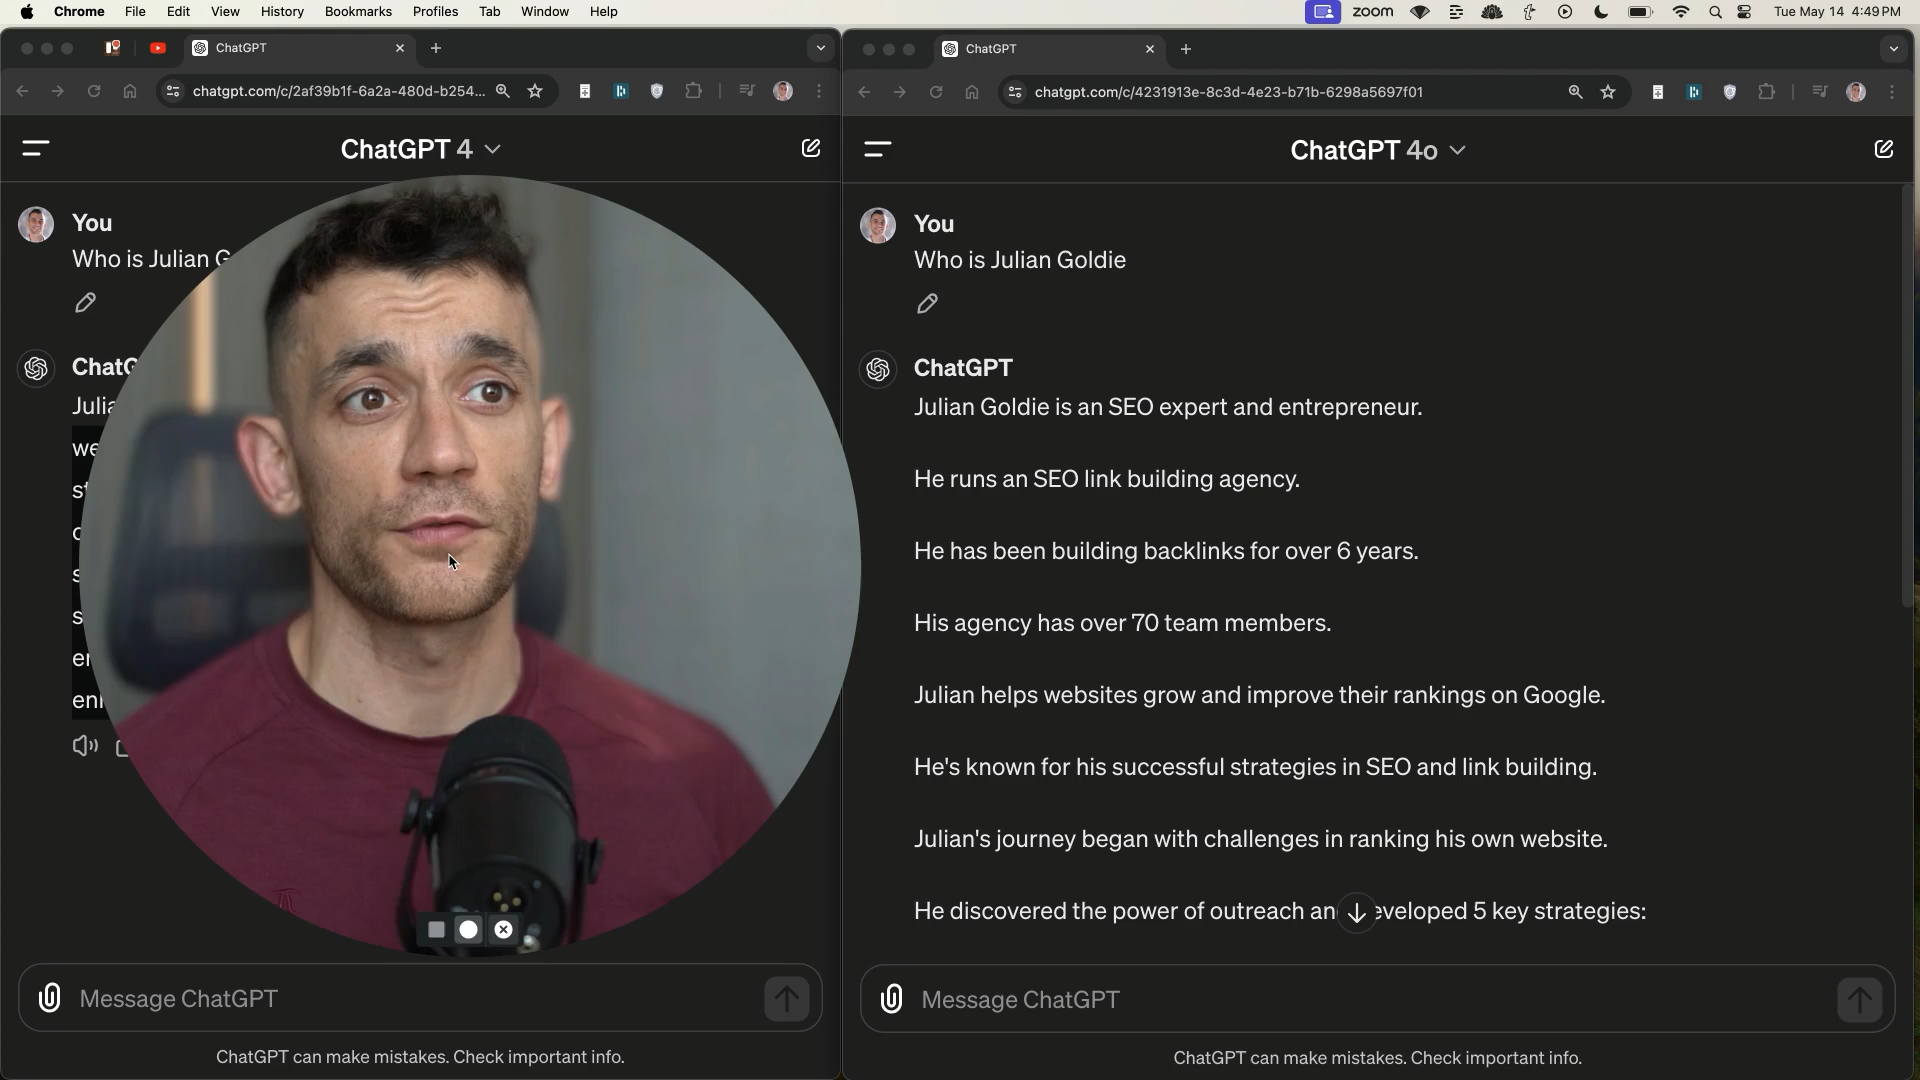 Chrome File Edit View History Bookmarks Profiles Tab Window Help
zoom
Tue May 14 4:49 PM
ChatGPT
chatgpt.com/c/2af39b1f-6a2a-480d-b254...
ChatGPT 4
You
Who is Julian G
ChatG
Julia
we
st
c
s
s
er
enh
Message ChatGPT
ChatGPT can make mistakes. Check important info.
ChatGPT
chatgpt.com/c/4231913e-8c3d-4e23-b71b-6298a5697f01
ChatGPT 4o
You
Who is Julian Goldie
ChatGPT
Julian Goldie is an SEO expert and entrepreneur.
He runs an SEO link building agency.
He has been building backlinks for over 6 years.
His agency has over 70 team members.
Julian helps websites grow and improve their rankings on Google.
He's known for his successful strategies in SEO and link building.
Julian's journey began with challenges in ranking his own website.
He discovered the power of outreach an eveloped 5 key strategies:
Message ChatGPT
ChatGPT can make mistakes. Check important info.